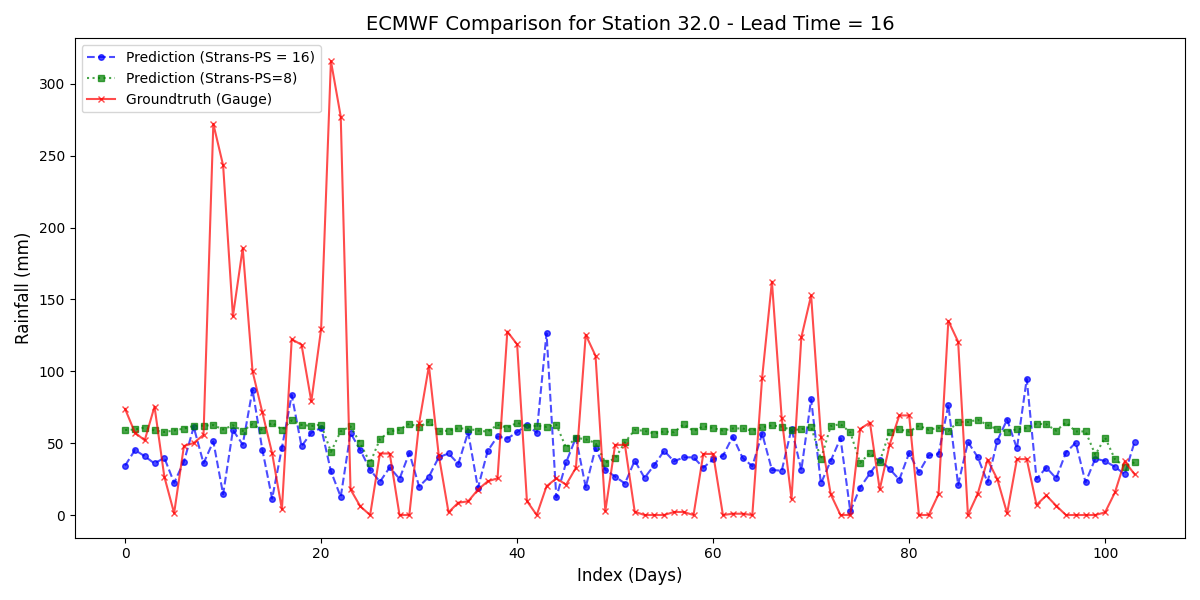 ECMWF Comparison for Station 32.0 - Lead Time = 16
Prediction (Strans-PS = 16)
Prediction (Strans-PS=8)
Groundtruth (Gauge)
Rainfall (mm)
300
250
200
150
100
50
0
0 20 40 60 80 100
Index (Days)